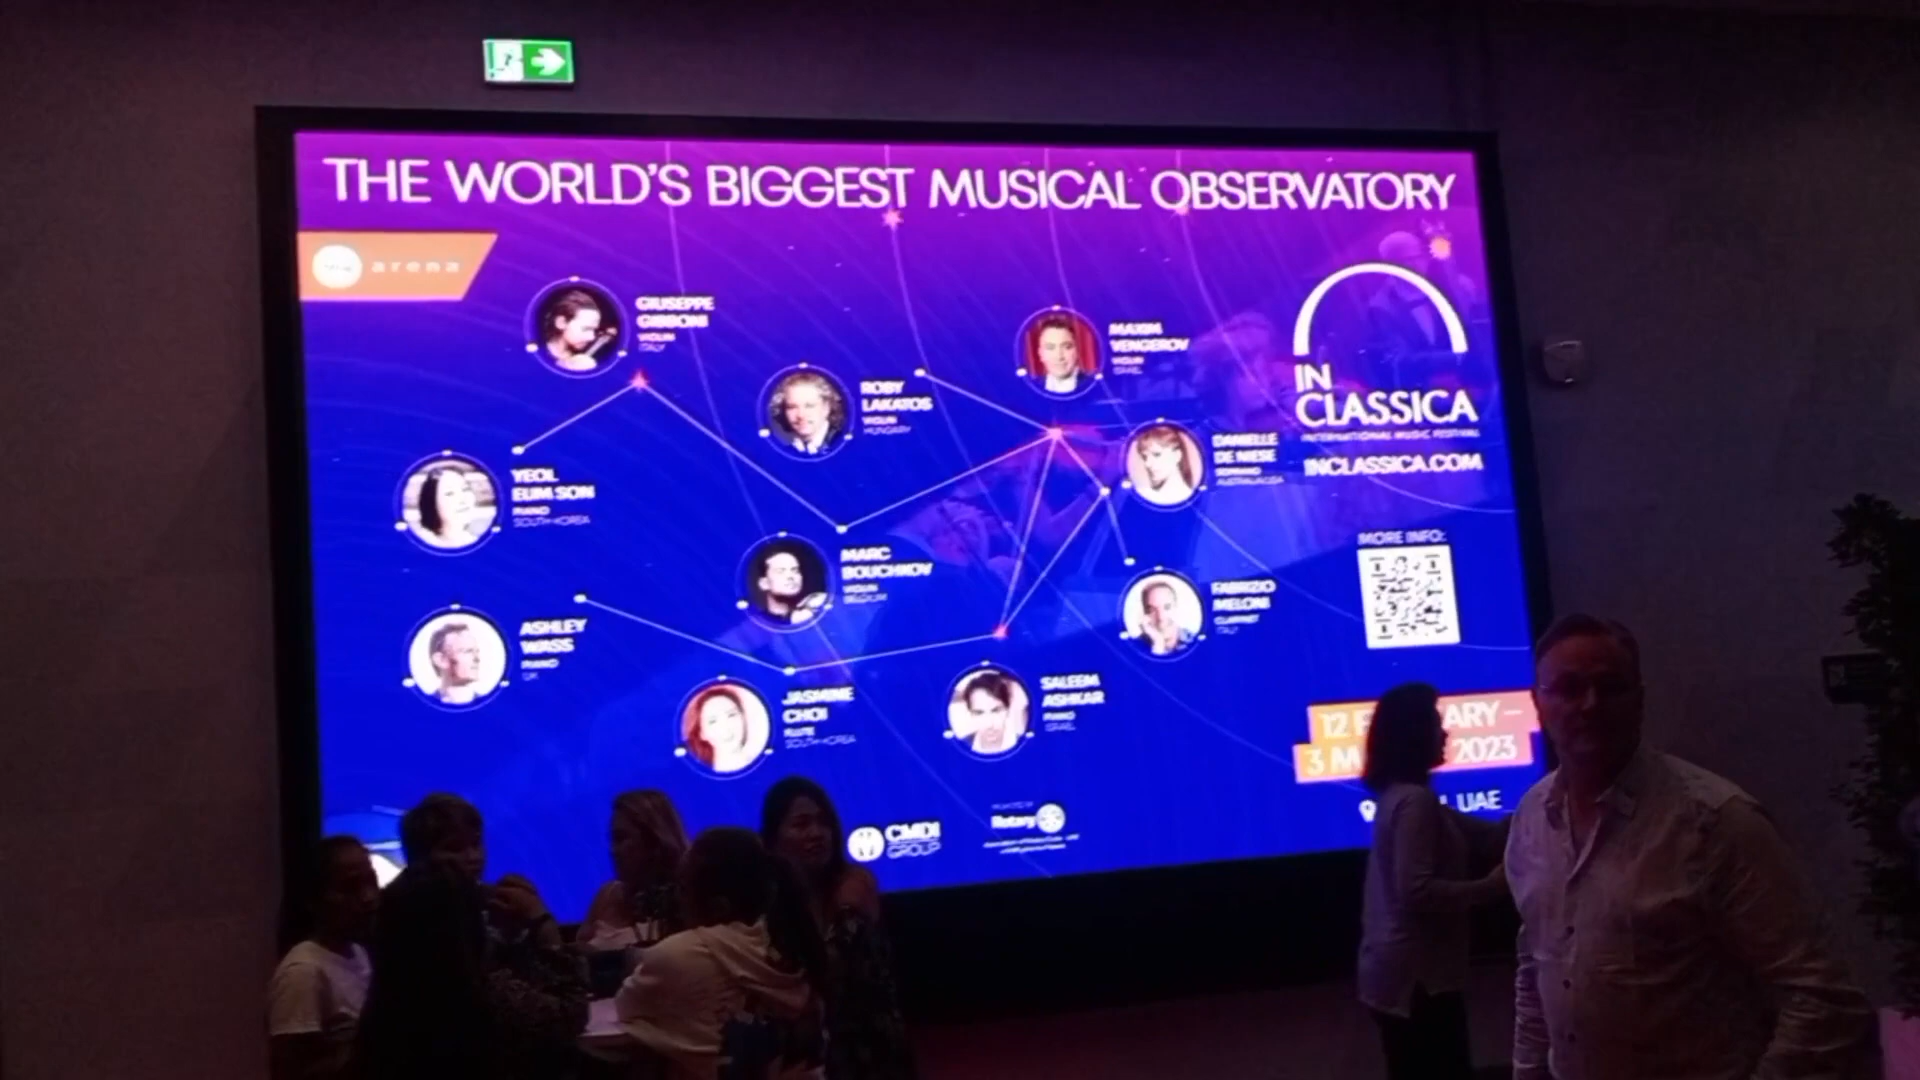 THE WORLD'S BIGGEST MUSICAL OBSERVATORY
arena
GIUSEPPE
GIBBONI
VIOLIN
ITALY
MAXIM
VENGEROV
VIOLIN
ISRAEL
ROBY
LAKATOS
VIOLIN
HUNGARY
IN
CLASSICA
INTERNATIONAL MUSIC FESTIVAL
INCLASSICA.COM
DANIELLE
DE NIESE
SOPRANO
AUSTRALIA/USA
YEOL
EUM SON
PIANO
SOUTH KOREA
MORE INFO:
MARC
BOUCHKOV
VIOLIN
BELGIUM
FABRIZIO
MELONI
CLARINET
ITALY
ASHLEY
WASS
PIANO
UK
JASMINE
CHOI
FLUTE
SOUTH KOREA
SALEEM
ASHKAR
PIANO
ISRAEL
12 F ARY –
3 M 2023
UAE
CMDI
GROUP
Rotary